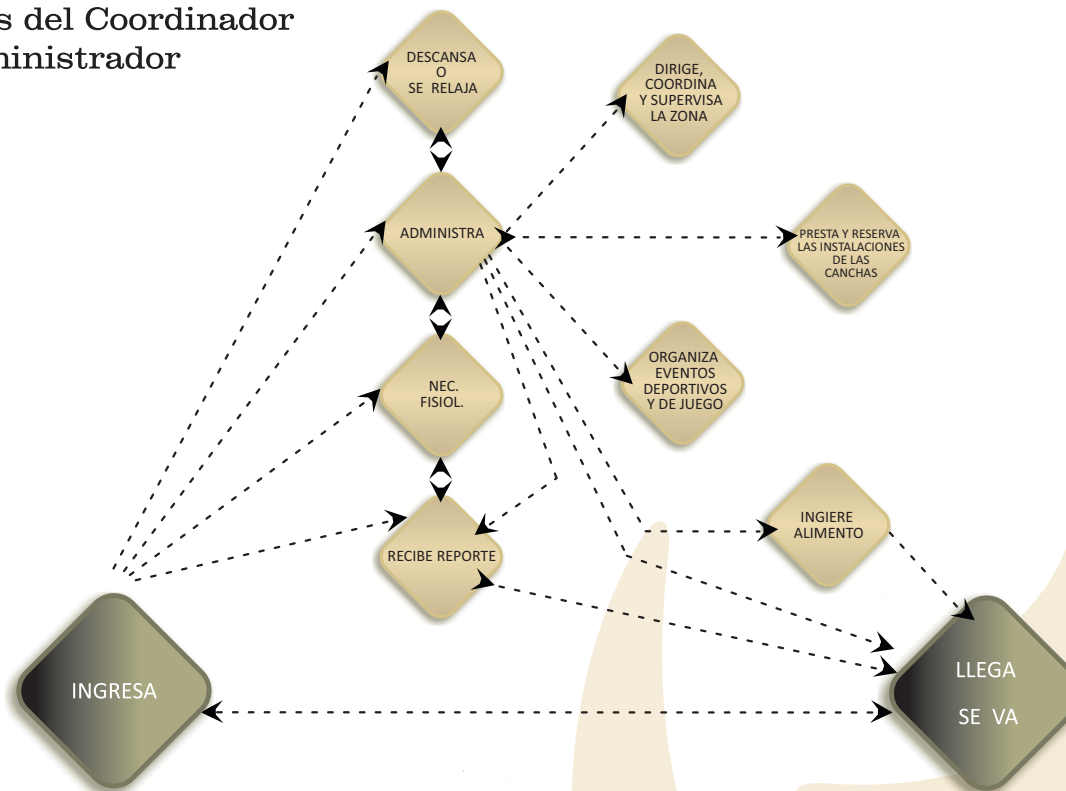 s del Coordinador
ministrador
DESCANSA
O
SE RELAJA
DIRIGE,
COORDINA
Y SUPERVISA
LA ZONA
ADMINISTRA
PRESTA Y RESERVA
LAS INSTALACIONES
DE LAS
CANCHAS
NEC.
FISIOL.
ORGANIZA
EVENTOS
DEPORTIVOS
Y DE JUEGO
INGIERE
ALIMENTO
RECIBE REPORTE
INGRESA
LLEGA
SE VA